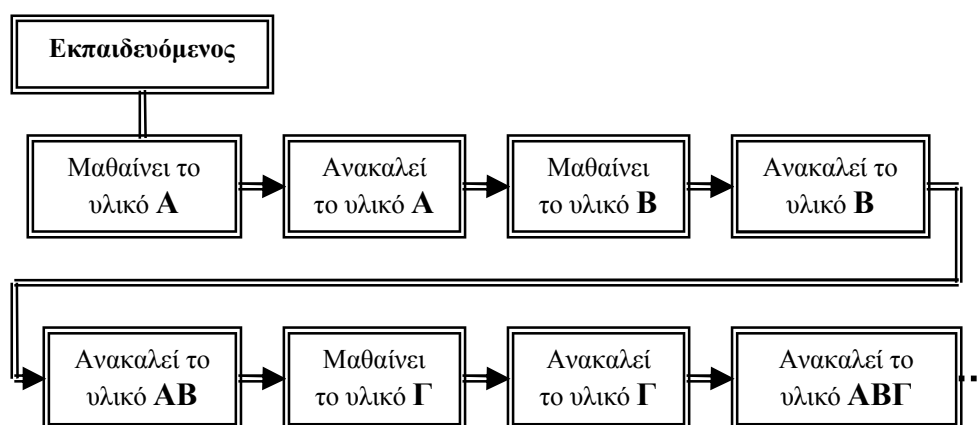 Εκπαιδευόμενος
Μαθαίνει το
υλικό Α
Ανακαλεί
το υλικό Α
Μαθαίνει
το υλικό Β
Ανακαλεί το
υλικό Β
Ανακαλεί το
υλικό ΑΒ
Μαθαίνει
το υλικό Γ
Ανακαλεί
το υλικό Γ
Ανακαλεί το
υλικό ΑΒΓ
..